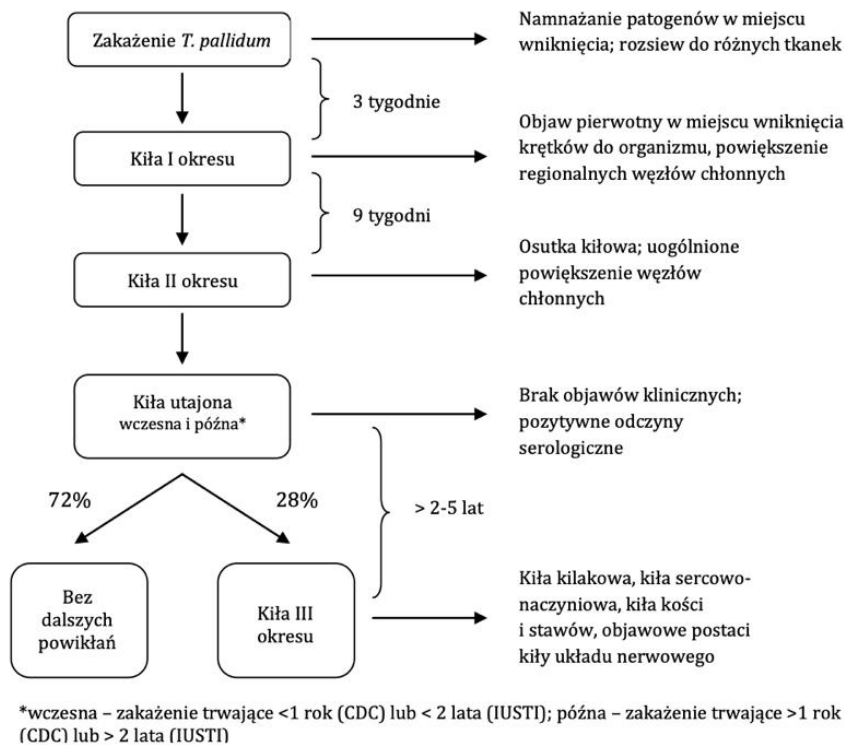 Zakażenie T. pallidum
Namnażanie patogenów w miejscu
wniknięcia; rozsiew do różnych tkanek
3 tygodnie
Kiła I okresu
Objaw pierwotny w miejscu wniknięcia
krętków do organizmu, powiększenie
regionalnych węzłów chłonnych
9 tygodni
Kiła II okresu
Osutka kiłowa; uogólnione
powiększenie węzłów
chłonnych
Kiła utajona
wczesna i późna*
Brak objawów klinicznych;
pozytywne odczyny
serologiczne
72%
28%
> 2-5 lat
Bez
dalszych
powikłań
Kiła III
okresu
Kiła kilakowa, kiła sercowo-
naczyniowa, kiła kości
i stawów, objawowe postaci
kiły układu nerwowego
*wczesna – zakażenie trwające <1 rok (CDC) lub < 2 lata (IUSTI); późna – zakażenie trwające >1 rok
(CDC) lub > 2 lata (IUSTI)